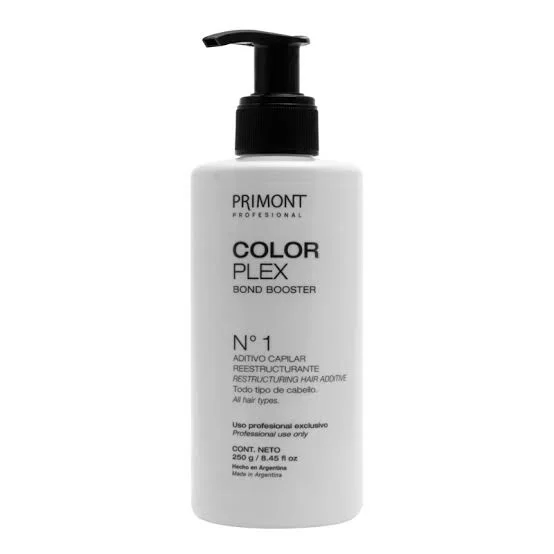 PRIMONT
PROFESIONAL
COLOR
PLEX
BOND BOOSTER
N° 1
ADITIVO CAPILAR
REESTRUCTURANTE
RESTRUCTURING HAIR ADDITIVE
Todo tipo de cabello.
All hair types.
Uso profesional exclusivo
Professional use only
CONT. NETO
250 g / 8.45 fl oz
Hecho en Argentina
Made in Argentina